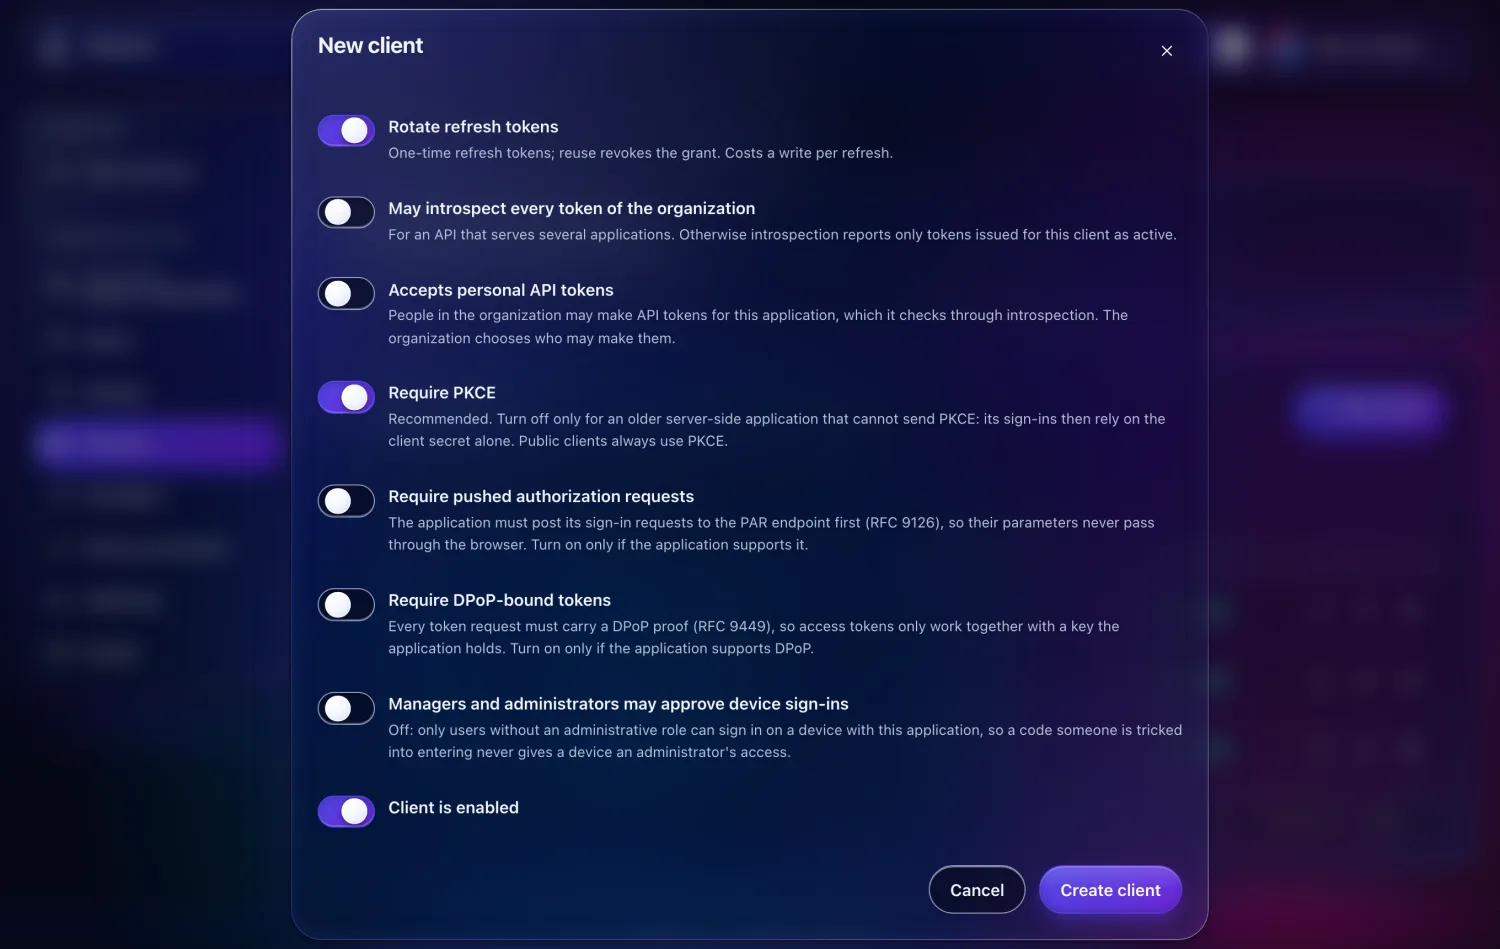 New client
Rotate refresh tokens
One-time refresh tokens; reuse revokes the grant. Costs a write per refresh.
May introspect every token of the organization
For an API that serves several applications. Otherwise introspection reports only tokens issued for this client as active.
Accepts personal API tokens
People in the organization may make API tokens for this application, which it checks through introspection. The
organization chooses who may make them.
Require PKCE
Recommended. Turn off only for an older server-side application that cannot send PKCE: its sign-ins then rely on the
client secret alone. Public clients always use PKCE.
Require pushed authorization requests
The application must post its sign-in requests to the PAR endpoint first (RFC 9126), so their parameters never pass
through the browser. Turn on only if the application supports it.
Require DPoP-bound tokens
Every token request must carry a DPoP proof (RFC 9449), so access tokens only work together with a key the
application holds. Turn on only if the application supports DPoP.
Managers and administrators may approve device sign-ins
Off: only users without an administrative role can sign in on a device with this application, so a code someone is tricked
into entering never gives a device an administrator's access.
Client is enabled
Cancel
Create client